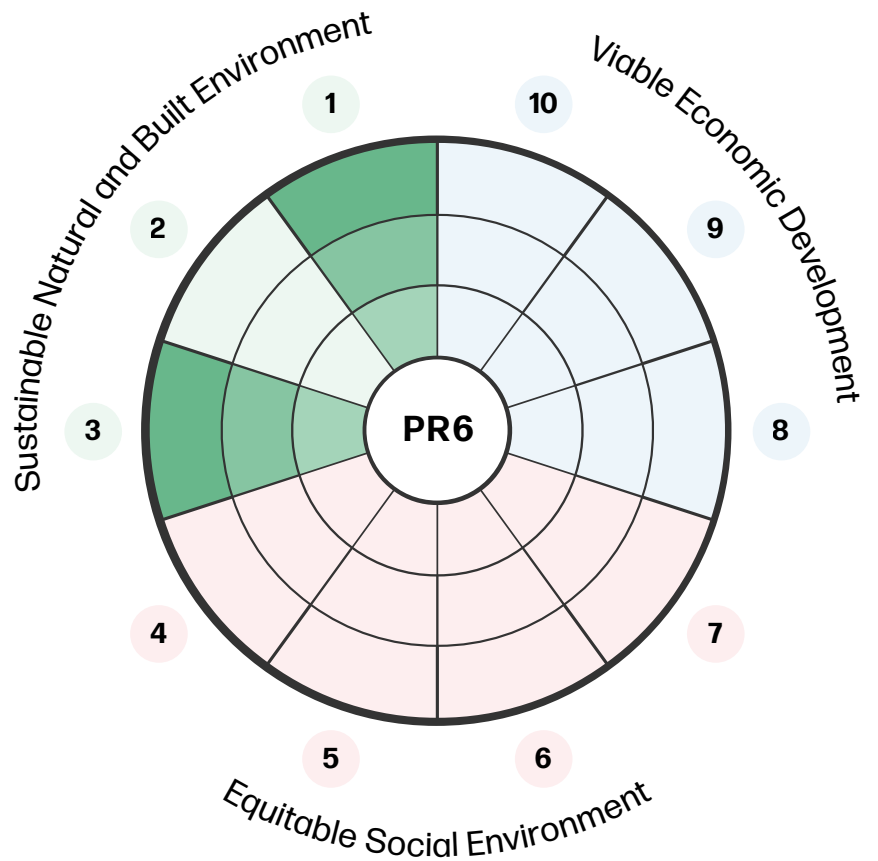 Sustainable Natural and Built Environment
Viable Economic Development
1
10
2
9
3
PR6
8
4
7
5
6
Equitable Social Environment